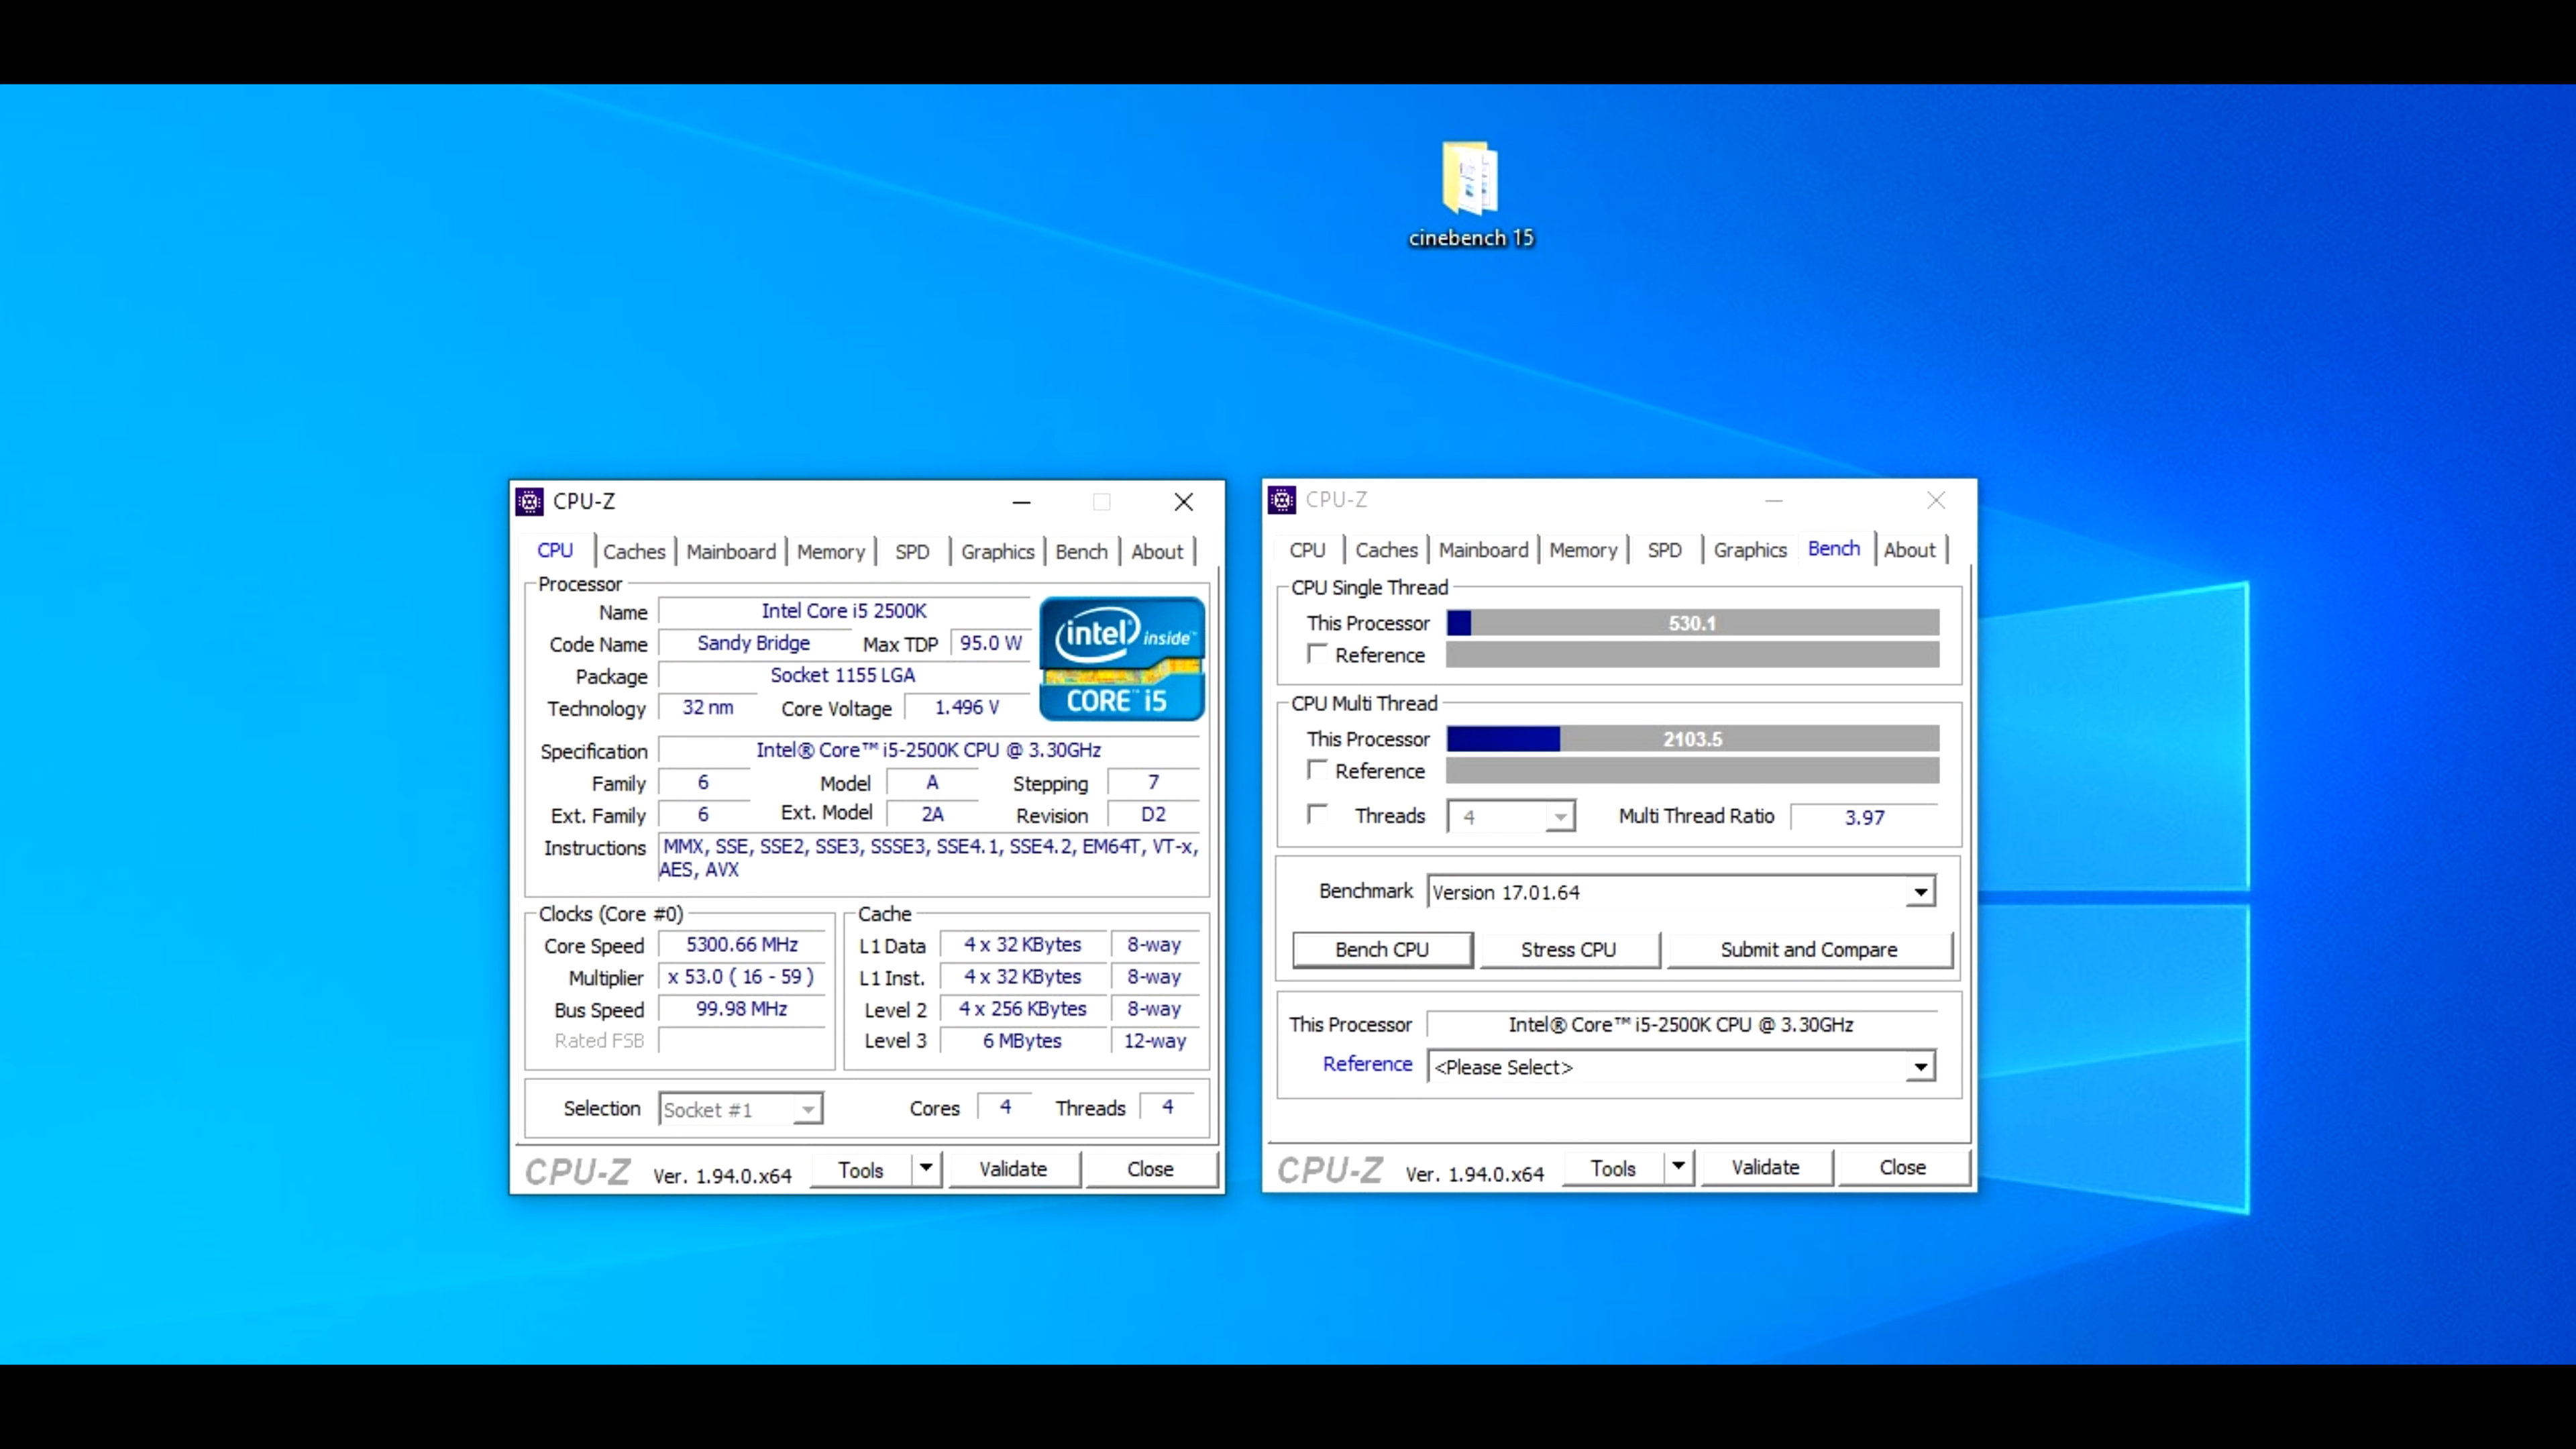 cinebench 15
CPU-Z
CPU Caches Mainboard Memory SPD Graphics Bench About
Processor
Name Intel Core i5 2500K
Code Name Sandy Bridge Max TDP 95.0 W
Package Socket 1155 LGA
Technology 32 nm Core Voltage 1.496 V
intel inside™
CORE™ i5
Specification Intel® Core™ i5-2500K CPU @ 3.30GHz
Family 6 Model A Stepping 7
Ext. Family 6 Ext. Model 2A Revision D2
Instructions MMX, SSE, SSE2, SSE3, SSSE3, SSE4.1, SSE4.2, EM64T, VT-x,
AES, AVX
Clocks (Core #0)
Core Speed 5300.66 MHz
Multiplier x 53.0 ( 16 - 59 )
Bus Speed 99.98 MHz
Rated FSB
Cache
L1 Data 4 x 32 KBytes 8-way
L1 Inst. 4 x 32 KBytes 8-way
Level 2 4 x 256 KBytes 8-way
Level 3 6 MBytes 12-way
Selection Socket #1 Cores 4 Threads 4
CPU-Z Ver. 1.94.0.x64 Tools Validate Close
CPU-Z
CPU Caches Mainboard Memory SPD Graphics Bench About
CPU Single Thread
This Processor 530.1
Reference
CPU Multi Thread
This Processor 2103.5
Reference
Threads 4 Multi Thread Ratio 3.97
Benchmark Version 17.01.64
Bench CPU Stress CPU Submit and Compare
This Processor Intel® Core™ i5-2500K CPU @ 3.30GHz
Reference <Please Select>
CPU-Z Ver. 1.94.0.x64 Tools Validate Close